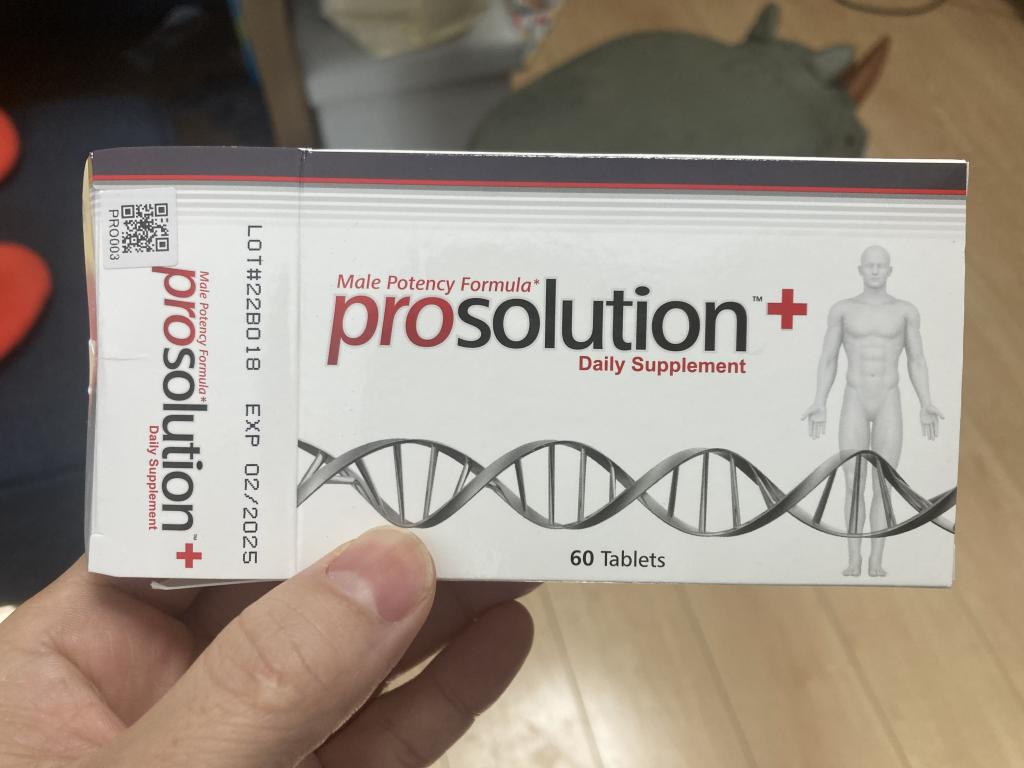 PRO003
Male Potency Formula*
prosolution™+
Daily Supplement
LOT#22B018 EXP 02/2025
Male Potency Formula*
prosolution™+
Daily Supplement
60 Tablets